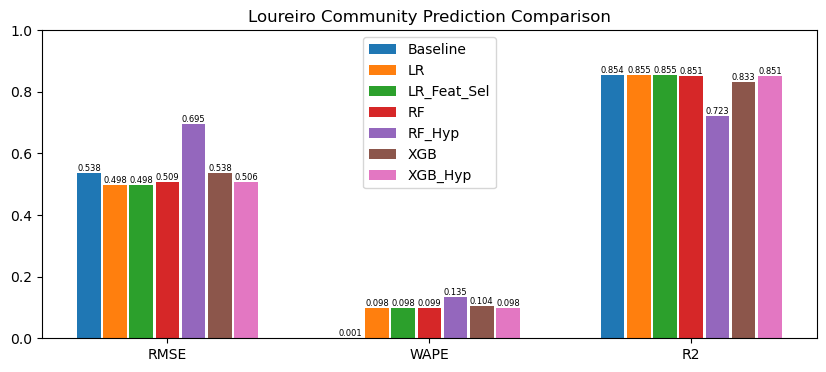 Loureiro Community Prediction Comparison
1.0
0.8
0.6
0.4
0.2
0.0
Baseline
LR
LR_Feat_Sel
RF
RF_Hyp
XGB
XGB_Hyp
0.538
0.498
0.498
0.509
0.695
0.538
0.506
0.001
0.098
0.098
0.099
0.135
0.104
0.098
0.854
0.855
0.855
0.851
0.723
0.833
0.851
RMSE
WAPE
R2